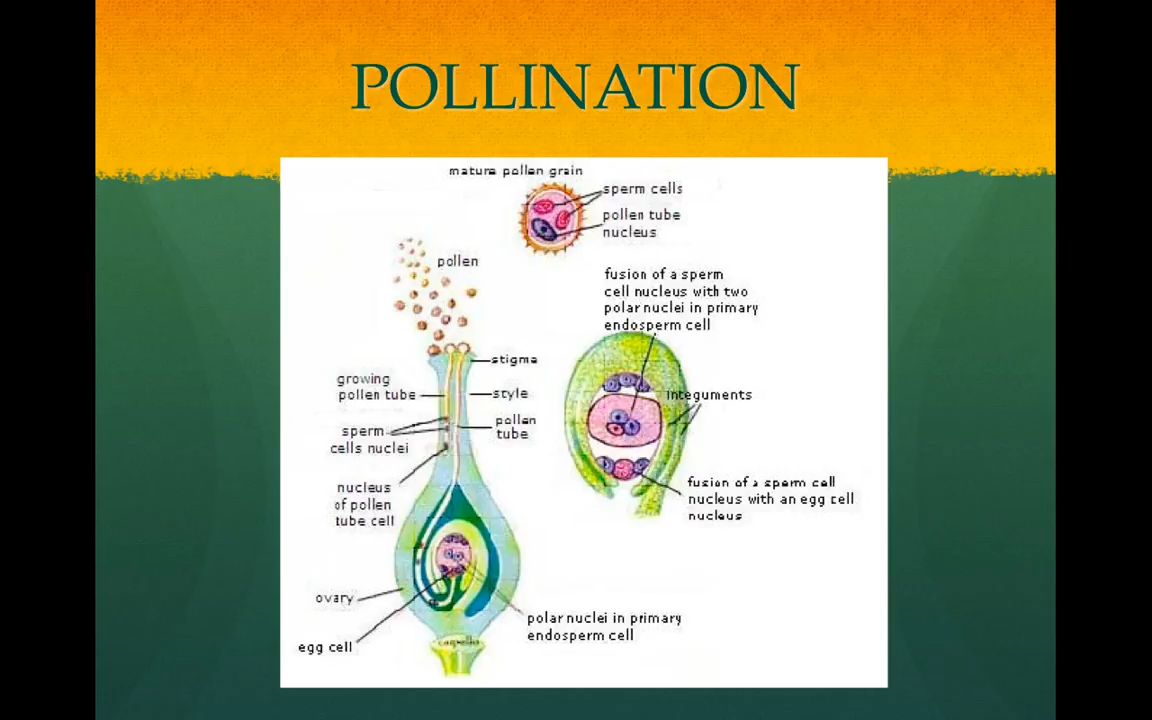 POLLINATION
mature pollen grain
sperm cells
pollen tube
nucleus
pollen
fusion of a sperm
cell nucleus with two
polar nuclei in primary
endosperm cell
stigma
growing
pollen tube
style
integuments
pollen
tube
sperm
cells nuclei
nucleus
of pollen
tube cell
fusion of a sperm cell
nucleus with an egg cell
nucleus
ovary
polar nuclei in primary
endosperm cell
egg cell